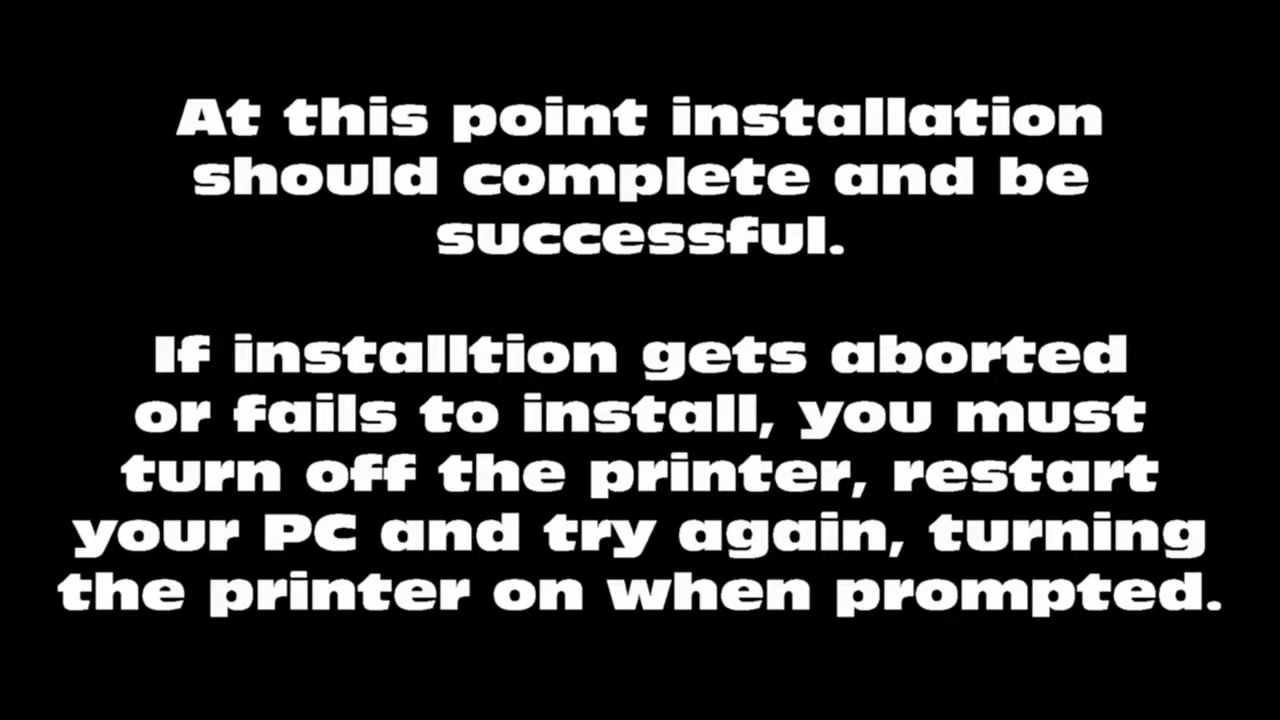 At this point installation
should complete and be
successful.
If installtion gets aborted
or fails to install, you must
turn off the printer, restart
your PC and try again, turning
the printer on when prompted.